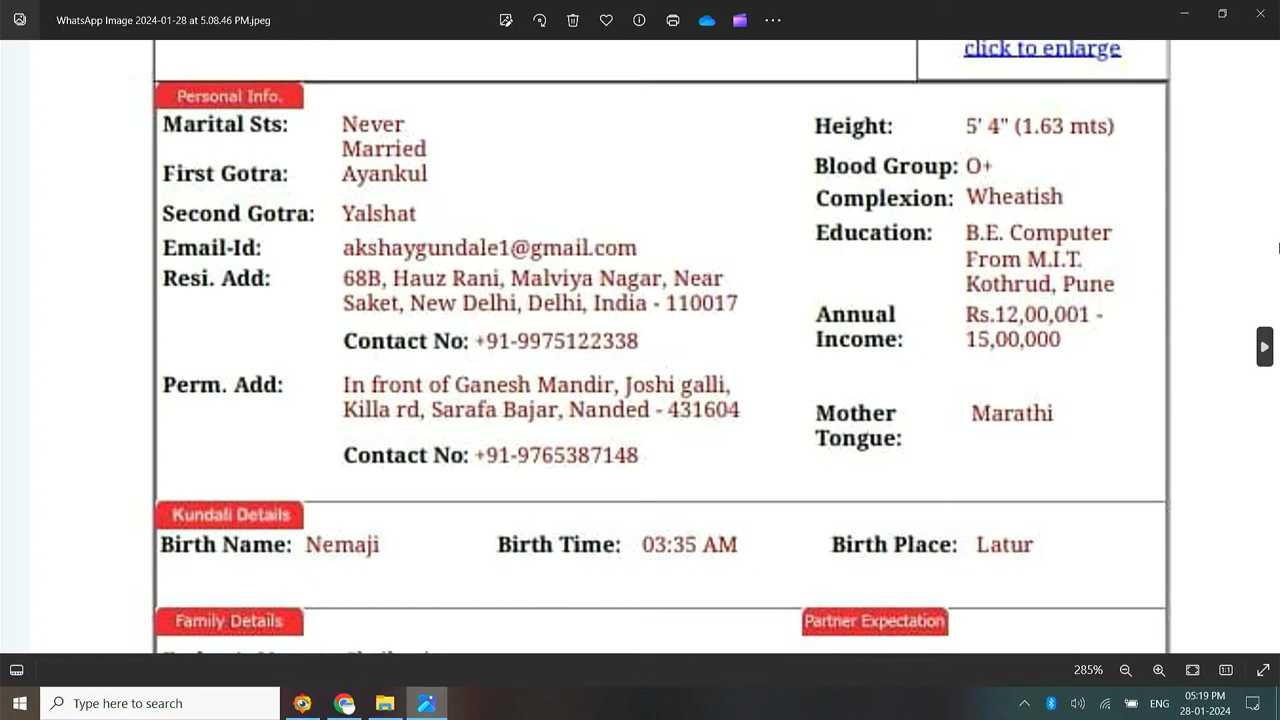 WhatsApp Image 2024-01-28 at 5.08.46 PM.jpeg
click to enlarge
Personal Info.
Marital Sts: Never
Married
First Gotra: Ayankul
Second Gotra: Yalshat
Email-Id: akshaygundale1@gmail.com
Resi. Add: 68B, Hauz Rani, Malviya Nagar, Near
Saket, New Delhi, Delhi, India - 110017
Contact No: +91-9975122338
Perm. Add: In front of Ganesh Mandir, Joshi galli,
Killa rd, Sarafa Bajar, Nanded - 431604
Contact No: +91-9765387148
Height: 5' 4" (1.63 mts)
Blood Group: O+
Complexion: Wheatish
Education: B.E. Computer
From M.I.T.
Kothrud, Pune
Annual Rs.12,00,001 -
Income: 15,00,000
Mother Marathi
Tongue:
Kundali Details
Birth Name: Nemaji Birth Time: 03:35 AM Birth Place: Latur
Family Details Partner Expectation
285%
Type here to search
ENG
05:19 PM
28-01-2024